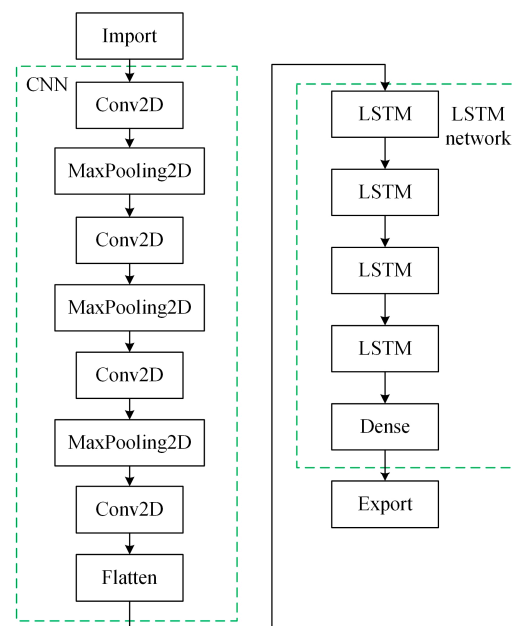 Import
CNN
Conv2D
MaxPooling2D
Conv2D
MaxPooling2D
Conv2D
MaxPooling2D
Conv2D
Flatten
LSTM
LSTM
network
LSTM
LSTM
LSTM
Dense
Export